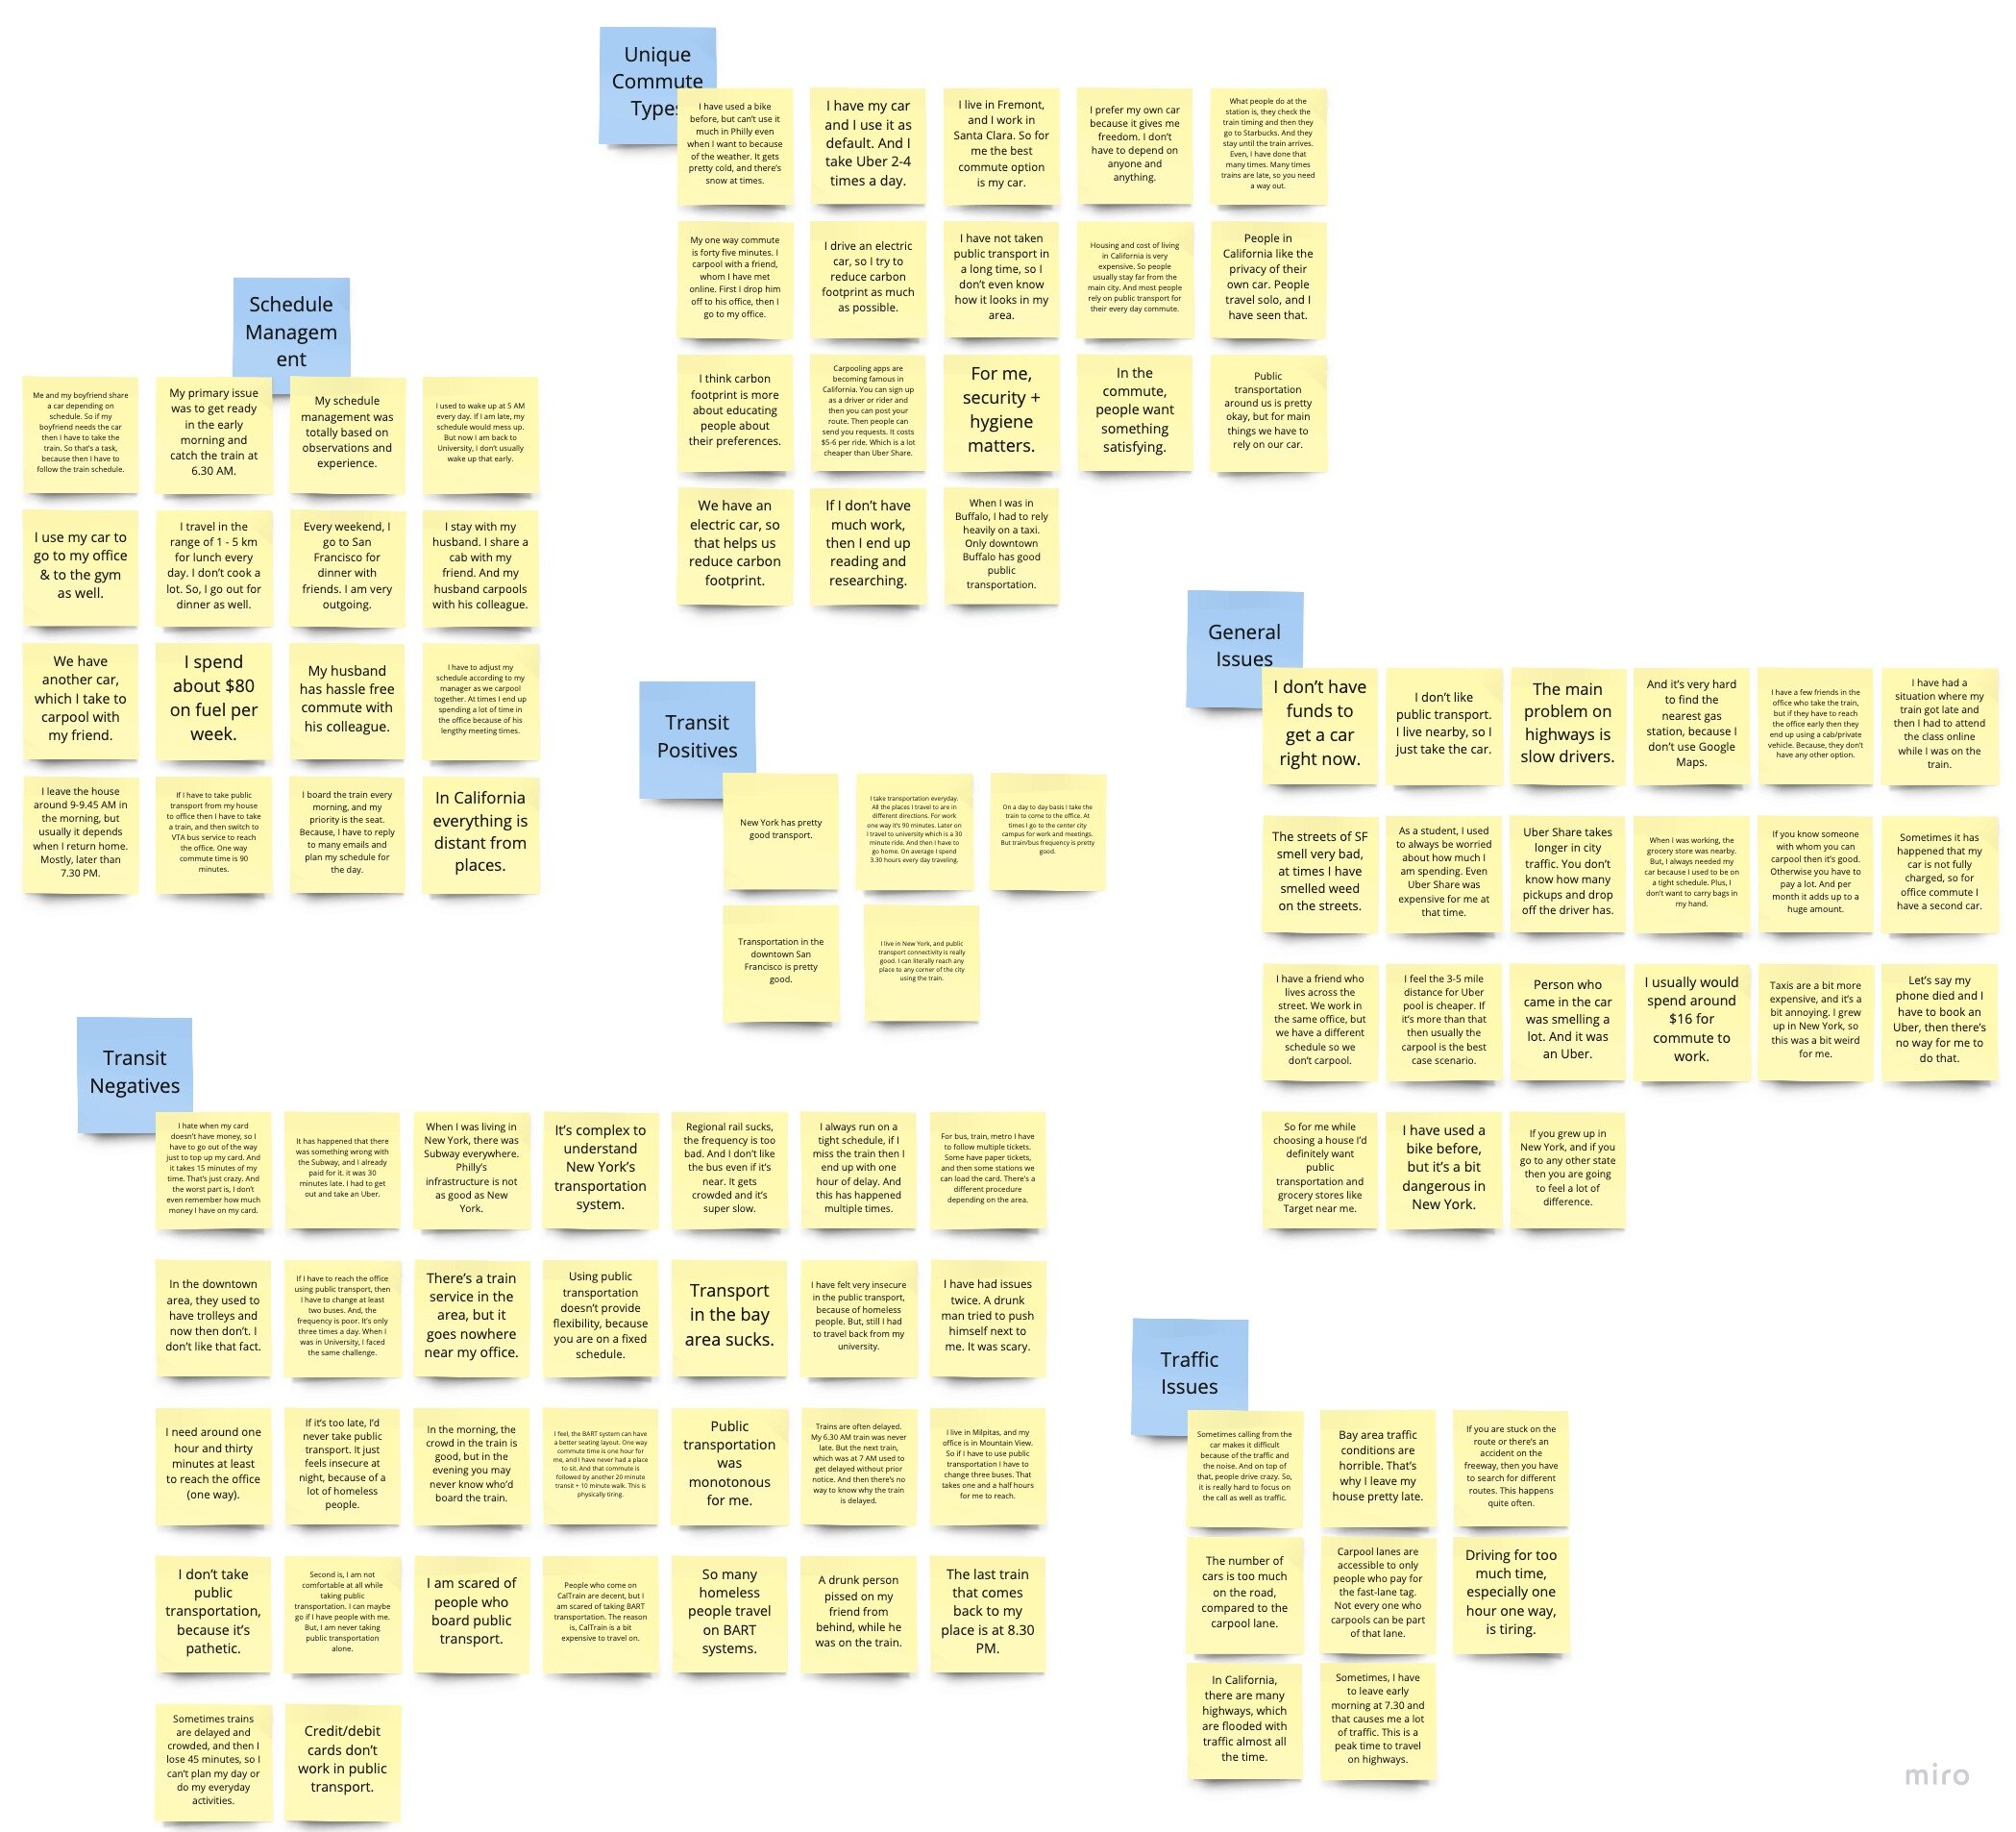 Unique
Commute
Types
I have used a bike
before, but can't use it
much in Philly even
when I want to because
of the weather. It gets
pretty cold, and there's
snow at times.
I have my car
and I use it as
default. And I
take Uber 2-4
times a day.
I live in Fremont,
and I work in
Santa Clara. So for
me the best
commute option
is my car.
I prefer my own car
because it gives me
freedom. I don't
have to depend on
anyone and
anything.
What people do at the
station is, they check the
train timing and then they
go to Starbucks. And they
stay until the train arrives.
Even, I have done that
many times. Many times
trains are late, so you need
a way out.
My one way commute
is forty five minutes. I
carpool with a friend,
whom I have met
online. First I drop him
off to his office, then I
go to my office.
I drive an electric
car, so I try to
reduce carbon
footprint as much
as possible.
I have not taken
public transport in
a long time, so I
don't even know
how it looks in my
area.
Housing and cost of living
in California is very
expensive. So people
usually stay far from the
main city. And most people
rely on public transport for
their every day commute.
People in
California like the
privacy of their
own car. People
travel solo, and I
have seen that.
I think carbon
footprint is more
about educating
people about
their preferences.
Carpooling apps are
becoming famous in
California. You can sign up
as a driver or rider and
then you can post your
route. Then people can
send you requests. It costs
$5-6 per ride. Which is a lot
cheaper than Uber Share.
For me,
security +
hygiene
matters.
In the
commute,
people want
something
satisfying.
Public
transportation
around us is pretty
okay, but for main
things we have to
rely on our car.
We have an
electric car, so
that helps us
reduce carbon
footprint.
If I don't have
much work,
then I end up
reading and
researching.
When I was in
Buffalo, I had to rely
heavily on a taxi.
Only downtown
Buffalo has good
public
transportation.
Schedule
Managem
ent
Me and my boyfriend share
a car depending on
schedule. So if my
boyfriend needs the car
then I have to take the
train. So that's a task,
because then I have to
follow the train schedule.
My primary issue
was to get ready
in the early
morning and
catch the train at
6.30 AM.
My schedule
management was
totally based on
observations and
experience.
I used to wake up at 5 AM
every day. If I am late, my
schedule would mess up.
But now I am back to
University, I don't usually
wake up that early.
I use my car to
go to my office
& to the gym
as well.
I travel in the
range of 1 - 5 km
for lunch every
day. I don't cook a
lot. So, I go out for
dinner as well.
Every weekend, I
go to San
Francisco for
dinner with
friends. I am very
outgoing.
I stay with my
husband. I share a
cab with my
friend. And my
husband carpools
with his colleague.
We have
another car,
which I take to
carpool with
my friend.
I spend
about $80
on fuel per
week.
My husband
has hassle free
commute with
his colleague.
I have to adjust my
schedule according to my
manager as we carpool
together. At times I end up
spending a lot of time in
the office because of his
lengthy meeting times.
I leave the house
around 9-9.45 AM in
the morning, but
usually it depends
when I return home.
Mostly, later than
7.30 PM.
If I have to take public
transport from my house
to office then I have to take
a train, and then switch to
VTA bus service to reach
the office. One way
commute time is 90
minutes.
I board the train every
morning, and my
priority is the seat.
Because, I have to reply
to many emails and
plan my schedule for
the day.
In California
everything is
distant from
places.
Transit
Positives
New York has pretty
good transport.
I take transportation everyday.
All the places I travel to are in
different directions. For work
one way it's 90 minutes. Later on
I travel to university which is a 30
minute ride. And then I have to
go home. On average I spend
3.30 hours every day traveling.
On a day to day basis I take the
train to come to the office. At
times I go to the center city
campus for work and meetings.
But train/bus frequency is pretty
good.
Transportation in the
downtown San
Francisco is pretty
good.
I live in New York, and public
transport connectivity is really
good. I can literally reach any
place to any corner of the city
using the train.
General
Issues
I don't have
funds to
get a car
right now.
I don't like
public transport.
I live nearby, so I
just take the car.
The main
problem on
highways is
slow drivers.
And it's very hard
to find the
nearest gas
station, because I
don't use Google
Maps.
I have a few friends in the
office who take the train,
but if they have to reach
the office early then they
end up using a cab/private
vehicle. Because, they don't
have any other option.
I have had a
situation where my
train got late and
then I had to attend
the class online
while I was on the
train.
The streets of SF
smell very bad,
at times I have
smelled weed
on the streets.
As a student, I used
to always be worried
about how much I
am spending. Even
Uber Share was
expensive for me at
that time.
Uber Share takes
longer in city
traffic. You don't
know how many
pickups and drop
off the driver has.
When I was working, the
grocery store was nearby.
But, I always needed my
car because I used to be on
a tight schedule. Plus, I
don't want to carry bags in
my hand.
If you know someone
with whom you can
carpool then it's good.
Otherwise you have to
pay a lot. And per
month it adds up to a
huge amount.
Sometimes it has
happened that my
car is not fully
charged, so for
office commute I
have a second car.
I have a friend who
lives across the
street. We work in
the same office, but
we have a different
schedule so we
don't carpool.
I feel the 3-5 mile
distance for Uber
pool is cheaper. If
it's more than that
then usually the
carpool is the best
case scenario.
Person who
came in the car
was smelling a
lot. And it was
an Uber.
I usually would
spend around
$16 for
commute to
work.
Taxis are a bit more
expensive, and it's a
bit annoying. I grew
up in New York, so
this was a bit weird
for me.
Let's say my
phone died and I
have to book an
Uber, then there's
no way for me to
do that.
So for me while
choosing a house I'd
definitely want
public
transportation and
grocery stores like
Target near me.
I have used a
bike before,
but it's a bit
dangerous in
New York.
If you grew up in
New York, and if you
go to any other state
then you are going
to feel a lot of
difference.
Transit
Negatives
I hate when my card
doesn't have money, so I
have to go out of the way
just to top up my card. And
it takes 15 minutes of my
time. That's just crazy. And
the worst part is, I don't
even remember how much
money I have on my card.
It has happened that there
was something wrong with
the Subway, and I already
paid for it. it was 30
minutes late. I had to get
out and take an Uber.
When I was living in
New York, there was
Subway everywhere.
Philly's
infrastructure is not
as good as New
York.
It's complex to
understand
New York's
transportation
system.
Regional rail sucks,
the frequency is too
bad. And I don't like
the bus even if it's
near. It gets
crowded and it's
super slow.
I always run on a
tight schedule, if I
miss the train then I
end up with one
hour of delay. And
this has happened
multiple times.
For bus, train, metro I have
to follow multiple tickets.
Some have paper tickets,
and then some stations we
can load the card. There's a
different procedure
depending on the area.
In the downtown
area, they used to
have trolleys and
now then don't. I
don't like that fact.
If I have to reach the office
using public transport, then
I have to change at least
two buses. And, the
frequency is poor. It's only
three times a day. When I
was in University, I faced
the same challenge.
There's a train
service in the
area, but it
goes nowhere
near my office.
Using public
transportation
doesn't provide
flexibility, because
you are on a fixed
schedule.
Transport
in the bay
area sucks.
I have felt very insecure
in the public transport,
because of homeless
people. But, still I had
to travel back from my
university.
I have had issues
twice. A drunk
man tried to push
himself next to
me. It was scary.
I need around one
hour and thirty
minutes at least
to reach the office
(one way).
If it's too late, I'd
never take public
transport. It just
feels insecure at
night, because of a
lot of homeless
people.
In the morning, the
crowd in the train is
good, but in the
evening you may
never know who'd
board the train.
I feel, the BART system can have
a better seating layout. One way
commute time is one hour for
me, and I have never had a place
to sit. And that commute is
followed by another 20 minute
transit + 10 minute walk. This is
physically tiring.
Public
transportation
was
monotonous
for me.
Trains are often delayed.
My 6.30 AM train was never
late. But the next train,
which was at 7 AM used to
get delayed without prior
notice. And then there's no
way to know why the train
is delayed.
I live in Milpitas, and my
office is in Mountain View.
So if I have to use public
transportation I have to
change three buses. That
takes one and a half hours
for me to reach.
I don't take
public
transportation,
because it's
pathetic.
Second is, I am not
comfortable at all while
taking public
transportation. I can maybe
go if I have people with me.
But, I am never taking
public transportation
alone.
I am scared of
people who
board public
transport.
People who come on
CalTrain are decent, but I
am scared of taking BART
transportation. The reason
is, CalTrain is a bit
expensive to travel on.
So many
homeless
people travel
on BART
systems.
A drunk person
pissed on my
friend from
behind, while he
was on the train.
The last train
that comes
back to my
place is at 8.30
PM.
Sometimes trains
are delayed and
crowded, and then I
lose 45 minutes, so I
can't plan my day or
do my everyday
activities.
Credit/debit
cards don't
work in public
transport.
Traffic
Issues
Sometimes calling from the
car makes it difficult
because of the traffic and
the noise. And on top of
that, people drive crazy. So,
it is really hard to focus on
the call as well as traffic.
Bay area traffic
conditions are
horrible. That's
why I leave my
house pretty late.
If you are stuck on the
route or there's an
accident on the
freeway, then you have
to search for different
routes. This happens
quite often.
The number of
cars is too much
on the road,
compared to the
carpool lane.
Carpool lanes are
accessible to only
people who pay for
the fast-lane tag.
Not every one who
carpools can be part
of that lane.
Driving for too
much time,
especially one
hour one way,
is tiring.
In California,
there are many
highways, which
are flooded with
traffic almost all
the time.
Sometimes, I have
to leave early
morning at 7.30 and
that causes me a lot
of traffic. This is a
peak time to travel
on highways.
miro